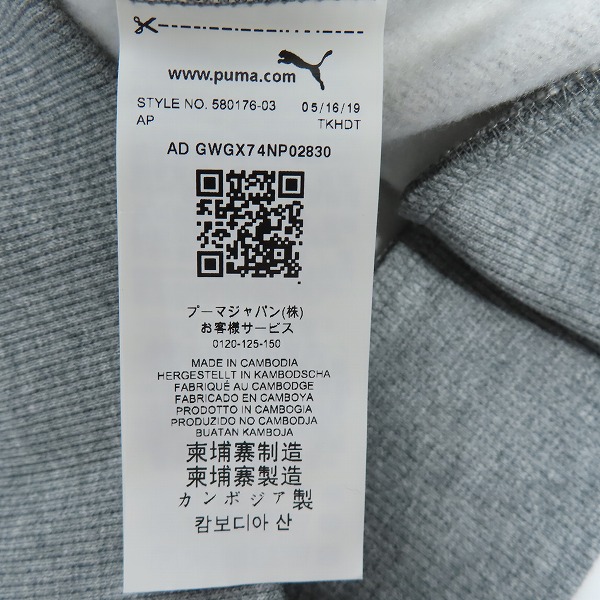 www.puma.com
STYLE NO. 580176-03 05/16/19
AP TKHDT
AD GWGX74NP02830
プーマジャパン(株)
お客様サービス
0120-125-150
MADE IN CAMBODIA
HERGESTELLT IN KAMBODSCHA
FABRIQUÉ AU CAMBODGE
FABRICADO EN CAMBOYA
PRODOTTO IN CAMBOGIA
PRODUZIDO NO CAMBODJA
BUATAN KAMBOJA
柬埔寨制造
柬埔寨製造
カンボジア製
캄보디아 산